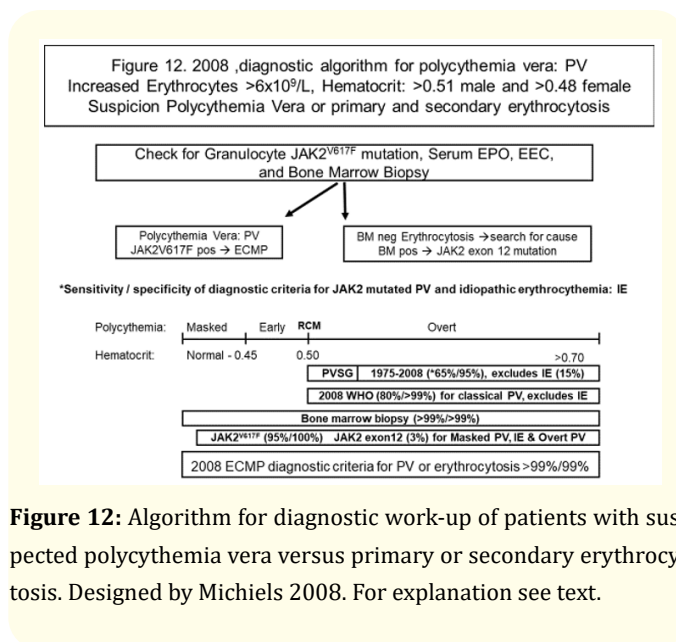 Figure 12. 2008 ,diagnostic algorithm for polycythemia vera: PV
Increased Erythrocytes >6x10⁹/L, Hematocrit: >0.51 male and >0.48 female
Suspicion Polycythemia Vera or primary and secondary erythrocytosis
Check for Granulocyte JAK2ⱽ⁶¹⁷ᶠ mutation, Serum EPO, EEC,
and Bone Marrow Biopsy
Polycythemia Vera: PV
JAK2V617F pos → ECMP
BM neg Erythrocytosis →search for cause
BM pos → JAK2 exon 12 mutation
*Sensitivity / specificity of diagnostic criteria for JAK2 mutated PV and idiopathic erythrocythemia: IE
Polycythemia: Masked Early RCM Overt
Hematocrit: Normal - 0.45 0.50 >0.70
PVSG 1975-2008 (*65%/95%), excludes IE (15%)
2008 WHO (80%/>99%) for classical PV, excludes IE
Bone marrow biopsy (>99%/>99%)
JAK2ⱽ⁶¹⁷ᶠ (95%/100%) JAK2 exon12 (3%) for Masked PV, IE & Overt PV
2008 ECMP diagnostic criteria for PV or erythrocytosis >99%/99%
Figure 12: Algorithm for diagnostic work-up of patients with sus
pected polycythemia vera versus primary or secondary erythrocy
tosis. Designed by Michiels 2008. For explanation see text.